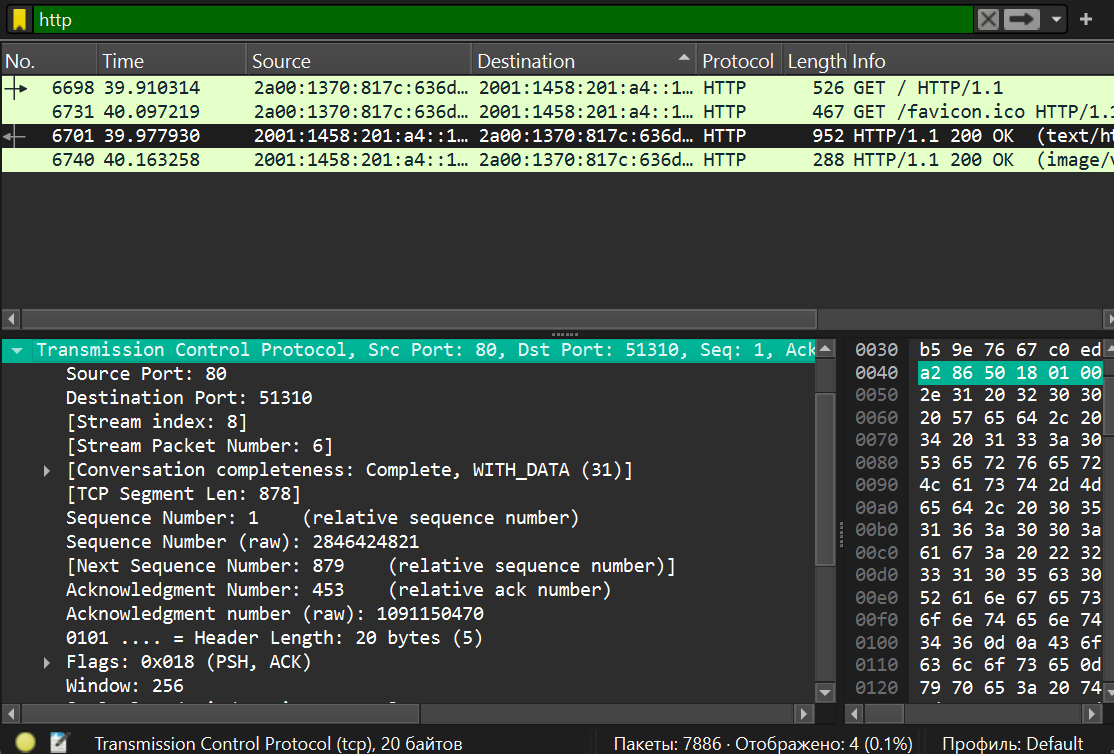 http
No. Time Source Destination Protocol Length Info
6698 39.910314 2a00:1370:817c:636d… 2001:1458:201:a4::1… HTTP 526 GET / HTTP/1.1
6731 40.097219 2a00:1370:817c:636d… 2001:1458:201:a4::1… HTTP 467 GET /favicon.ico HTTP/1.1
6701 39.977930 2001:1458:201:a4::1… 2a00:1370:817c:636d… HTTP 952 HTTP/1.1 200 OK (text/ht
6740 40.163258 2001:1458:201:a4::1… 2a00:1370:817c:636d… HTTP 288 HTTP/1.1 200 OK (image/v
Transmission Control Protocol, Src Port: 80, Dst Port: 51310, Seq: 1, Ack
Source Port: 80
Destination Port: 51310
[Stream index: 8]
[Stream Packet Number: 6]
[Conversation completeness: Complete, WITH_DATA (31)]
[TCP Segment Len: 878]
Sequence Number: 1 (relative sequence number)
Sequence Number (raw): 2846424821
[Next Sequence Number: 879 (relative sequence number)]
Acknowledgment Number: 453 (relative ack number)
Acknowledgment number (raw): 1091150470
0101 .... = Header Length: 20 bytes (5)
Flags: 0x018 (PSH, ACK)
Window: 256
0030 b5 9e 76 67 c0 ed
0040 a2 86 50 18 01 00
0050 2e 31 20 32 30 30
0060 20 57 65 64 2c 20
0070 34 20 31 33 3a 30
0080 53 65 72 76 65 72
0090 4c 61 73 74 2d 4d
00a0 65 64 2c 20 30 35
00b0 31 36 3a 30 30 3a
00c0 61 67 3a 20 22 32
00d0 33 31 30 35 63 30
00e0 52 61 6e 67 65 73
00f0 6f 6e 74 65 6e 74
0100 34 36 0d 0a 43 6f
0110 63 6c 6f 73 65 0d
0120 79 70 65 3a 20 74
Transmission Control Protocol (tcp), 20 байтов
Пакеты: 7886 · Отображено: 4 (0.1%)
Профиль: Default